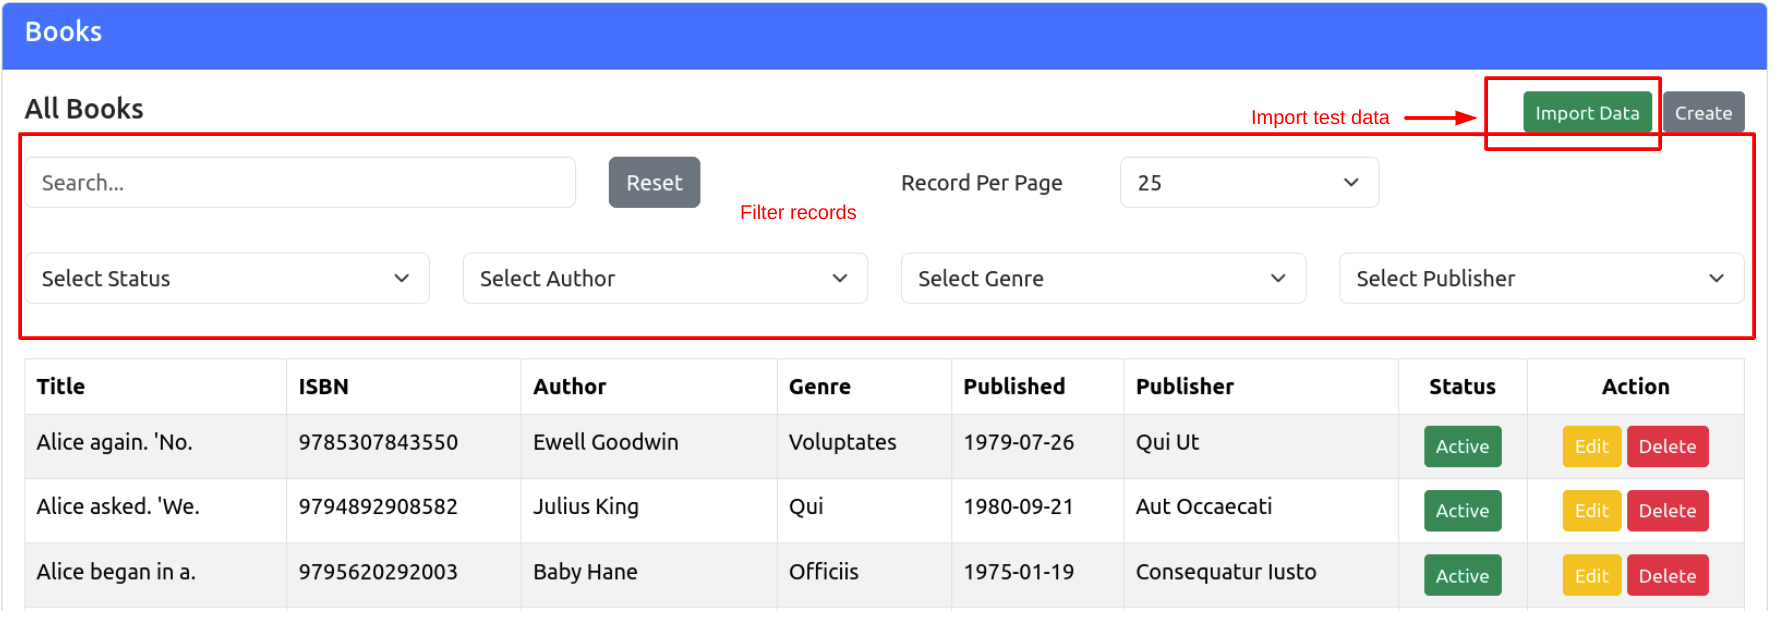 Books
All Books
Import test data
Import Data
Create
Search...
Reset
Filter records
Record Per Page
25
Select Status
Select Author
Select Genre
Select Publisher
Title ISBN Author Genre Published Publisher Status Action
Alice again. 'No. 9785307843550 Ewell Goodwin Voluptates 1979-07-26 Qui Ut Active Edit Delete
Alice asked. 'We. 9794892908582 Julius King Qui 1980-09-21 Aut Occaecati Active Edit Delete
Alice began in a. 9795620292003 Baby Hane Officiis 1975-01-19 Consequatur Iusto Active Edit Delete